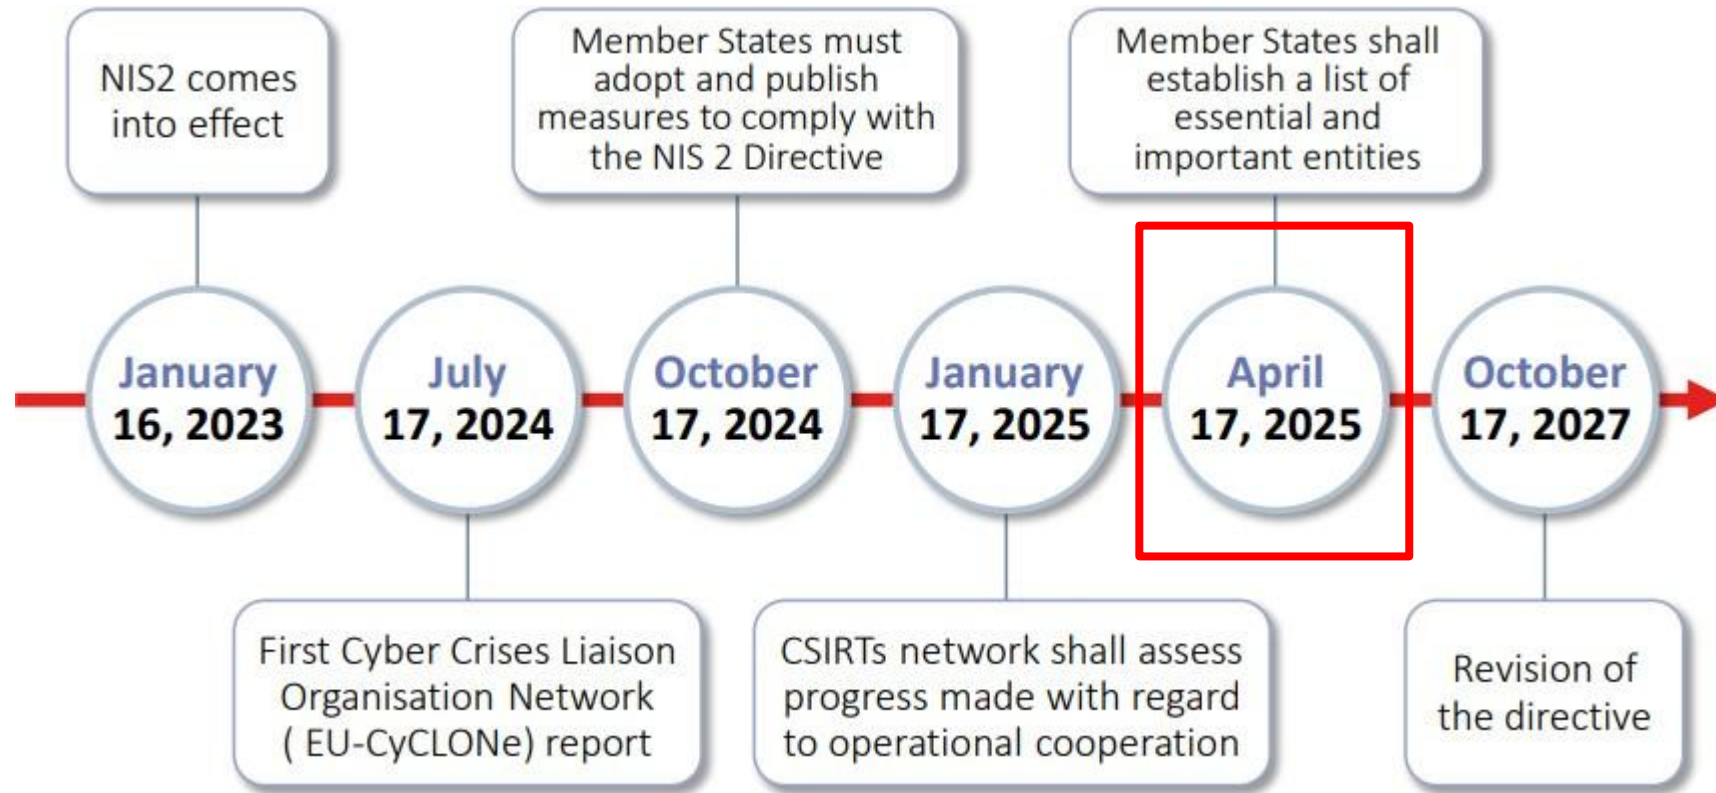 NIS2 comes
into effect
Member States must
adopt and publish
measures to comply with
the NIS 2 Directive
Member States shall
establish a list of
essential and
important entities
January
16, 2023
July
17, 2024
October
17, 2024
January
17, 2025
April
17, 2025
October
17, 2027
First Cyber Crises Liaison
Organisation Network
( EU-CyCLONe) report
CSIRTs network shall assess
progress made with regard
to operational cooperation
Revision of
the directive